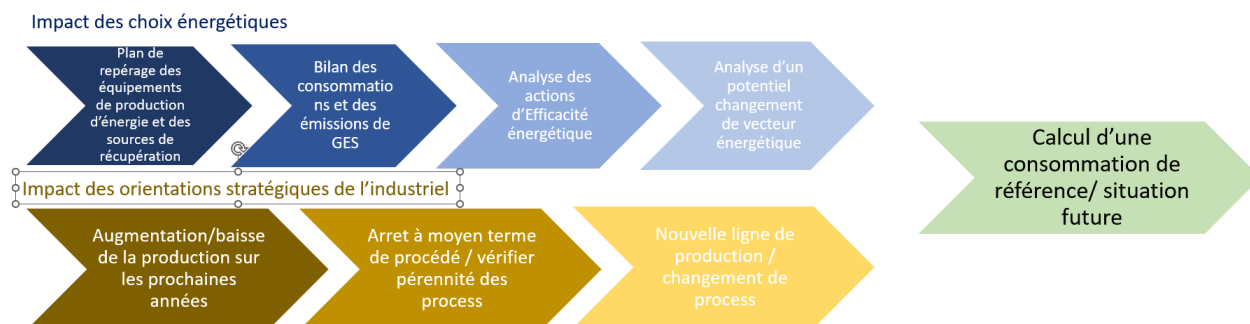 Impact des choix énergétiques
Plan de
repérage des
équipements
de production
d'énergie et des
sources de
récupération
Bilan des
consommatio
ns et des
émissions de
GES
Analyse des
actions
d'Efficacité
énergétique
Analyse d'un
potentiel
changement
de vecteur
énergétique
Calcul d'une
consommation de
référence/ situation
future
Impact des orientations stratégiques de l'industriel
Augmentation/baisse
de la production sur
les prochaines
années
Arret à moyen terme
de procédé / vérifier
pérennité des
process
Nouvelle ligne de
production /
changement de
process